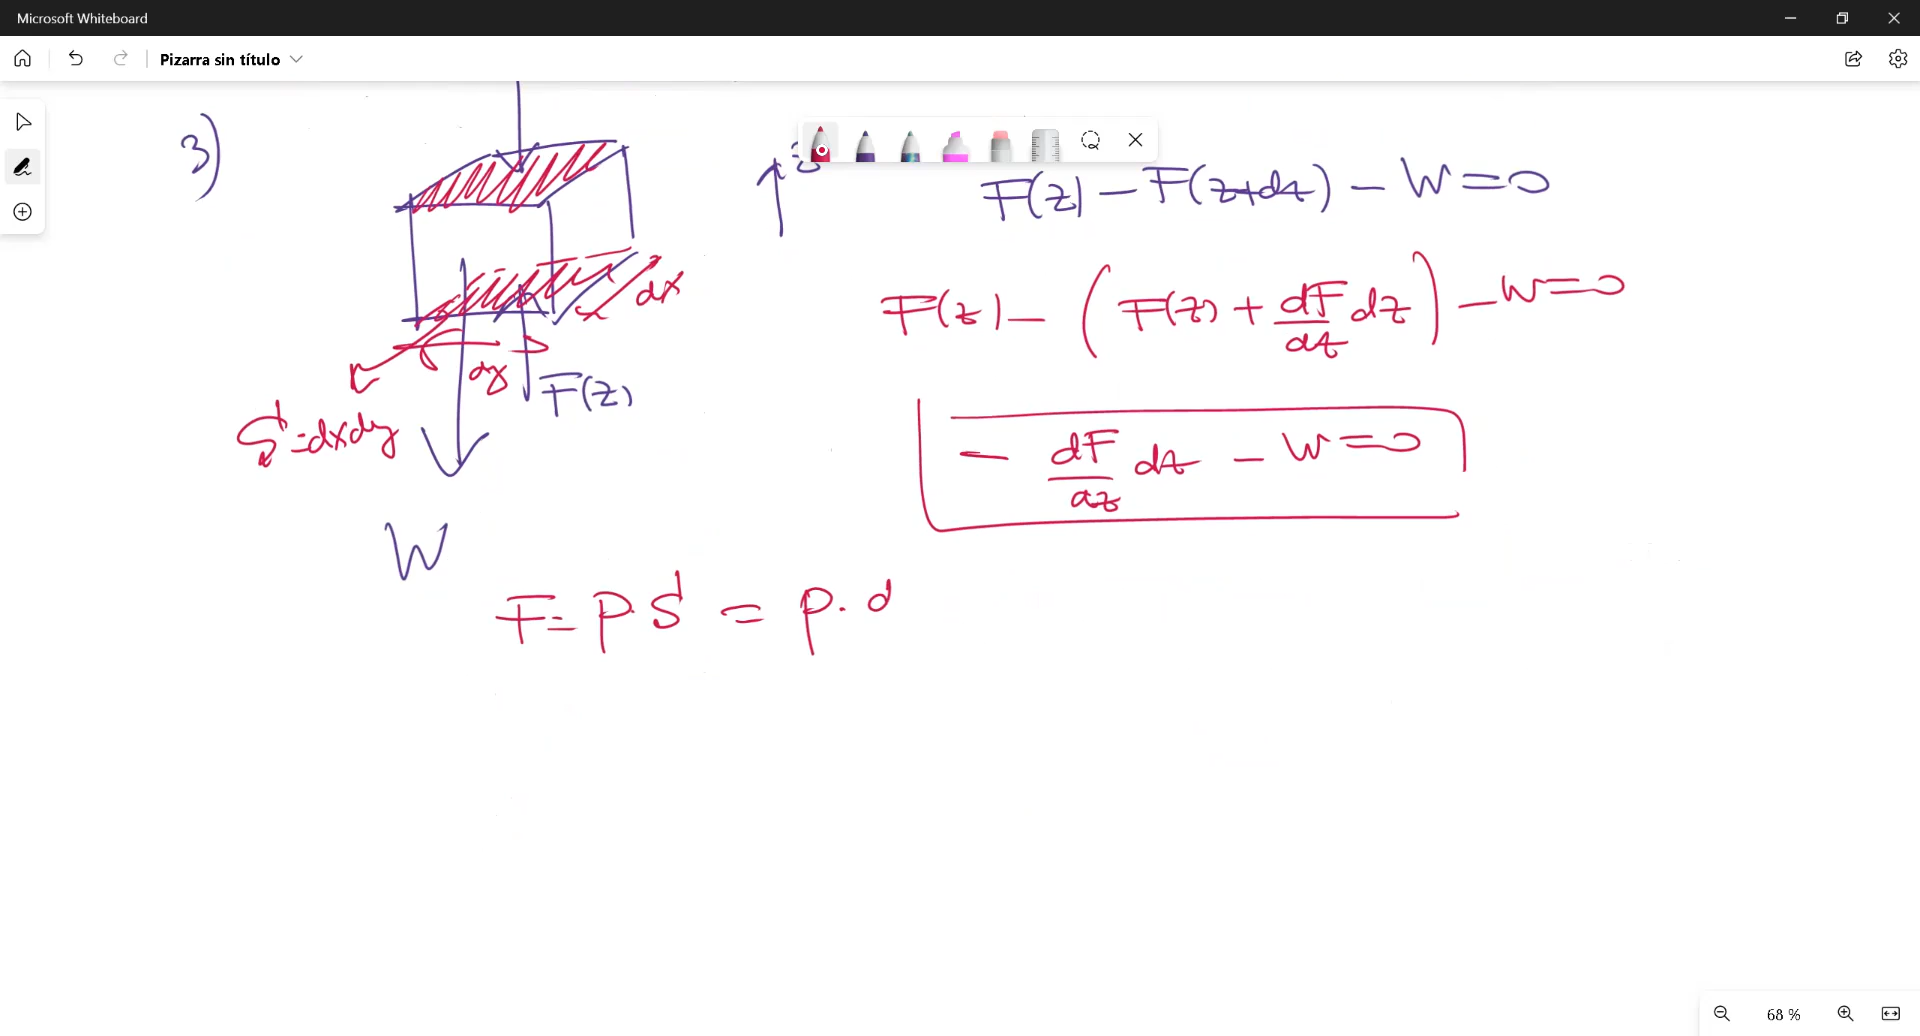 Microsoft Whiteboard
Pizarra sin título
3)
z
F(z) - F(z+dz) - W = 0
dx
F(z) - ( F(z) + dF/dz dz ) - W = 0
dy
F(z)
S = dxdy
- dF/dz dz - W = 0
W
F = P. S = P. d
68 %